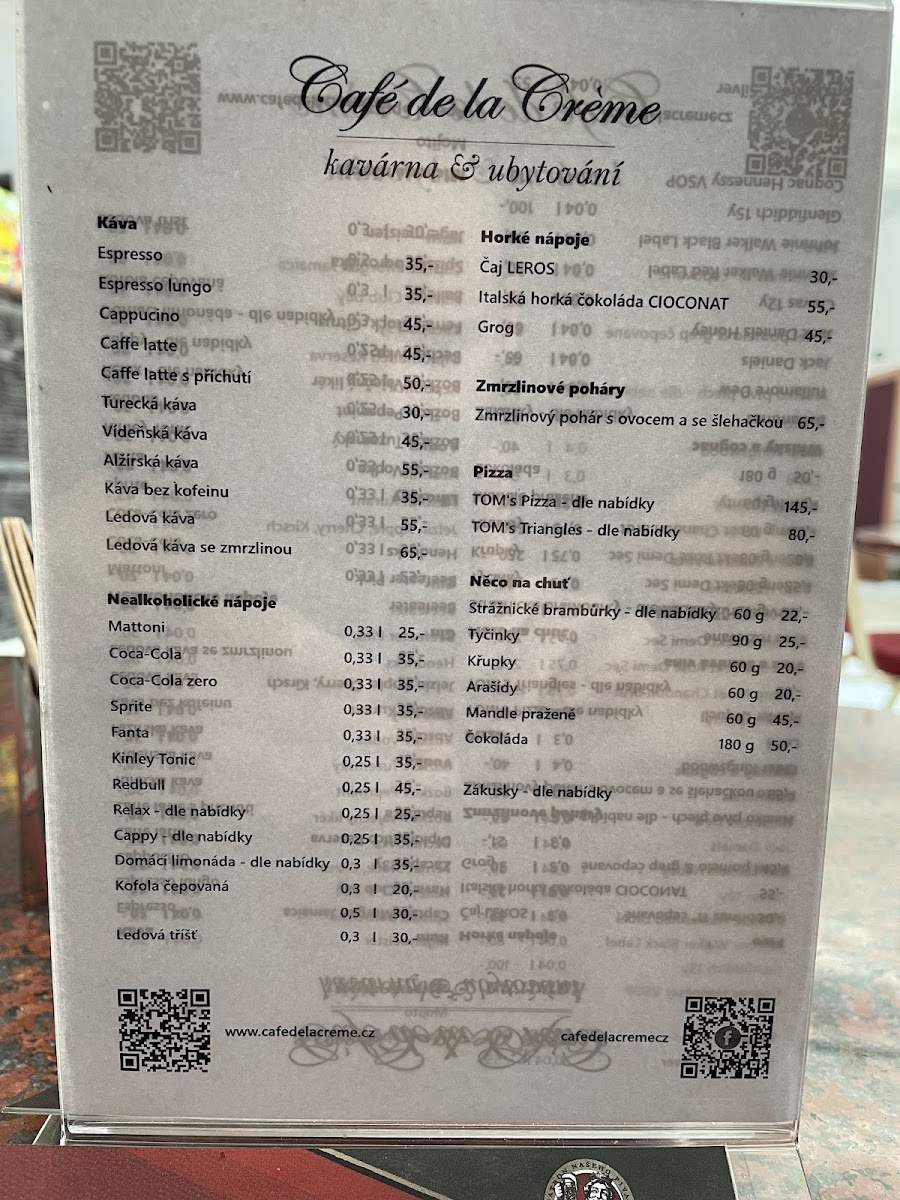 Café de la Crème
kavárna & ubytování
Káva
Espresso 35,-
Espresso lungo 35,-
Cappucino 45,-
Caffe latte 45,-
Caffe latte s příchutí 50,-
Turecká káva 30,-
Vídeňská káva 45,-
Alžírská káva 55,-
Káva bez kofeinu 35,-
Ledová káva 55,-
Ledová káva se zmrzlinou 65,-
Nealkoholické nápoje
Mattoni 0,33 l 25,-
Coca-Cola 0,33 l 35,-
Coca-Cola zero 0,33 l 35,-
Sprite 0,33 l 35,-
Fanta 0,33 l 35,-
Kinley Tonic 0,25 l 35,-
Redbull 0,25 l 45,-
Relax - dle nabídky 0,25 l 25,-
Cappy - dle nabídky 0,25 l 35,-
Domácí limonáda - dle nabídky 0,3 l 35,-
Kofola čepovaná 0,3 l 20,-
0,5 l 30,-
Ledová tříšť 0,3 l 30,-
Horké nápoje
Čaj LEROS 30,-
Italská horká čokoláda CIOCONAT 55,-
Grog 45,-
Zmrzlinové poháry
Zmrzlinový pohár s ovocem a se šlehačkou 65,-
Pizza
TOM's Pizza - dle nabídky 145,-
TOM's Triangles - dle nabídky 80,-
Něco na chuť
Strážnické brambůrky - dle nabídky 60 g 22,-
Tyčinky 90 g 25,-
Křupky 60 g 20,-
Arašídy 60 g 20,-
Mandle pražené 60 g 45,-
Čokoláda 180 g 50,-
Zákusky - dle nabídky
www.cafedelacreme.cz
cafedelacremecz